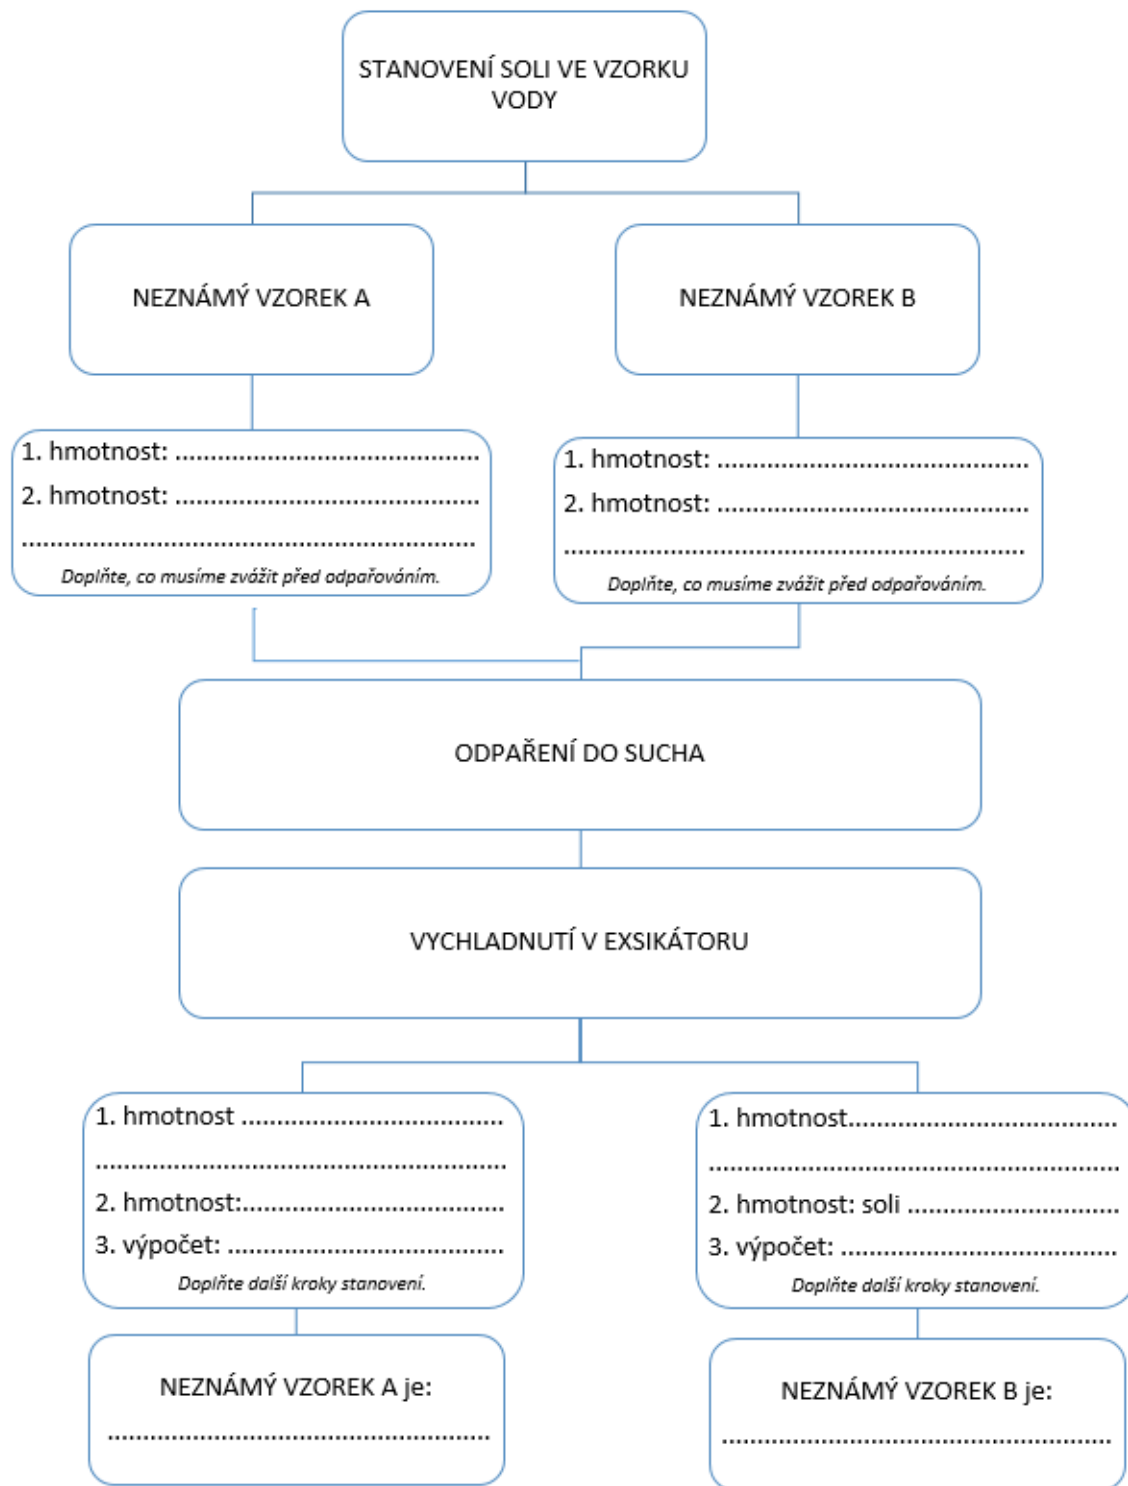 STANOVENÍ SOLI VE VZORKU
VODY
NEZNÁMÝ VZOREK A
NEZNÁMÝ VZOREK B
1. hmotnost: ...........................................
2. hmotnost: ...........................................
................................................................
Doplňte, co musíme zvážit před odpařováním.
1. hmotnost: ............................................
2. hmotnost: ............................................
.................................................................
Doplňte, co musíme zvážit před odpařováním.
ODPAŘENÍ DO SUCHA
VYCHLADNUTÍ V EXSIKÁTORU
1. hmotnost .....................................
..........................................................
2. hmotnost:.....................................
3. výpočet: .......................................
Doplňte další kroky stanovení.
1. hmotnost......................................
..........................................................
2. hmotnost: soli ..............................
3. výpočet: .......................................
Doplňte další kroky stanovení.
NEZNÁMÝ VZOREK A je:
......................................................
NEZNÁMÝ VZOREK B je:
.......................................................